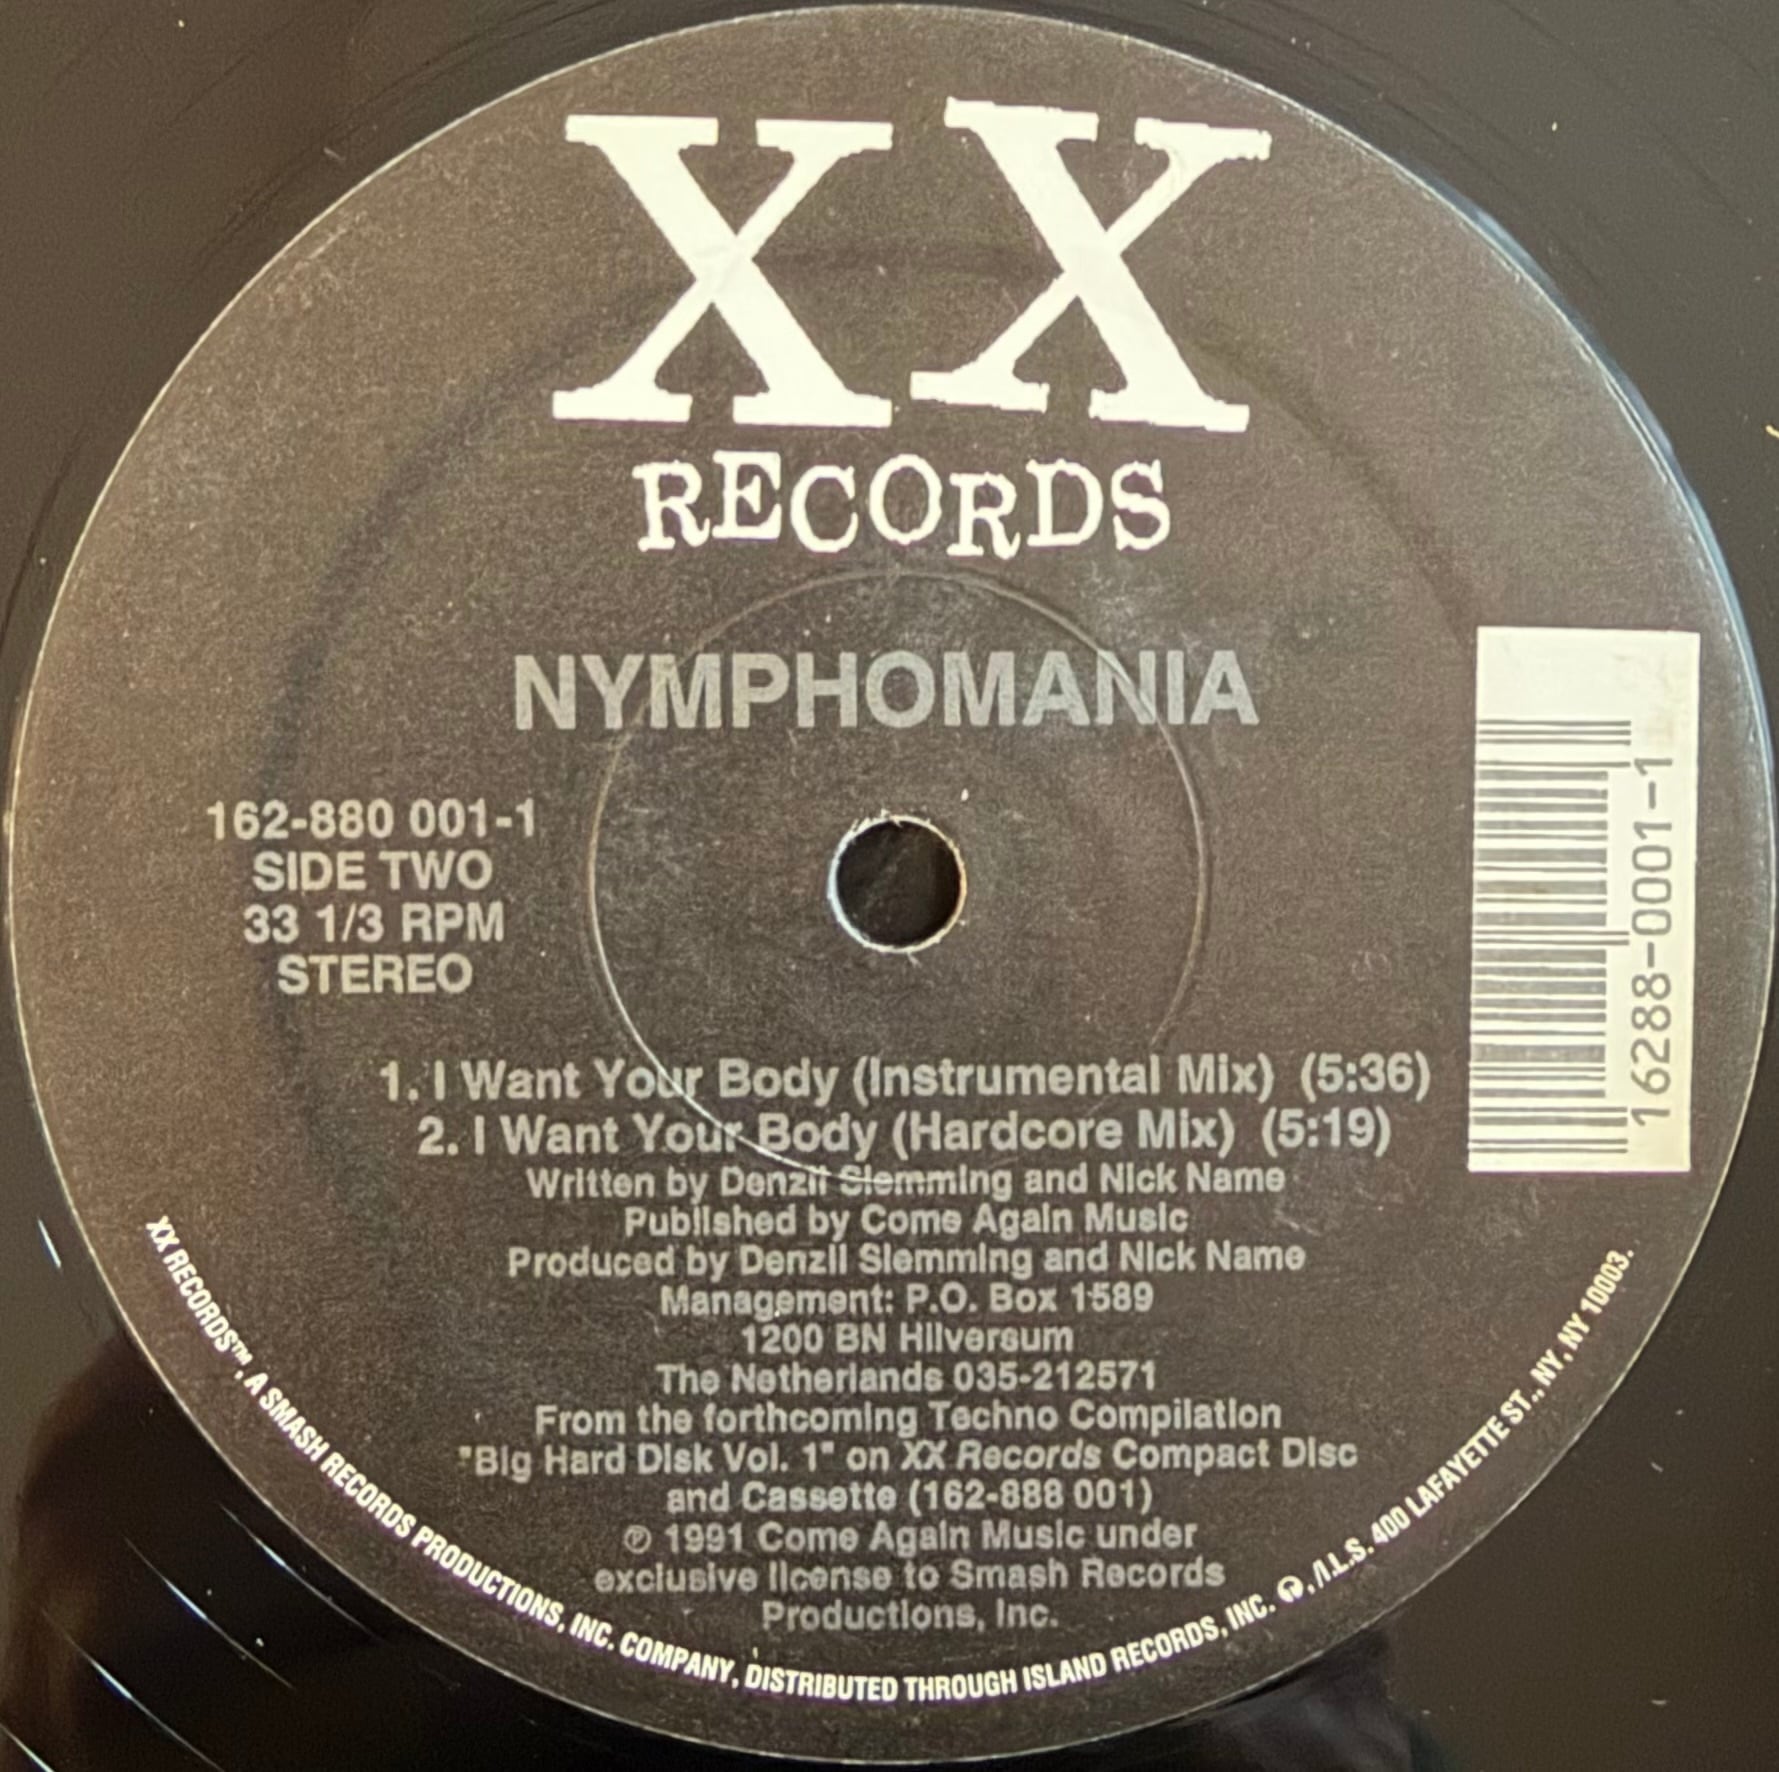 XX
RECORDS
NYMPHOMANIA
162-880 001-1
SIDE TWO
33 1/3 RPM
STEREO
16288-0001-1
1. I Want Your Body (Instrumental Mix) (5:36)
2. I Want Your Body (Hardcore Mix) (5:19)
Written by Denzil Slemming and Nick Name
Published by Come Again Music
Produced by Denzil Slemming and Nick Name
Management: P.O. Box 1589
1200 BN Hilversum
The Netherlands 035-212571
From the forthcoming Techno Compilation
"Big Hard Disk Vol. 1" on XX Records Compact Disc
and Cassette (162-888 001)
℗ 1991 Come Again Music under
exclusive license to Smash Records
Productions, Inc.
XX RECORDS™, A SMASH RECORDS PRODUCTIONS, INC. COMPANY, DISTRIBUTED THROUGH ISLAND RECORDS, INC. /I.L.S. 400 LAFAYETTE ST., NY, NY 10003.